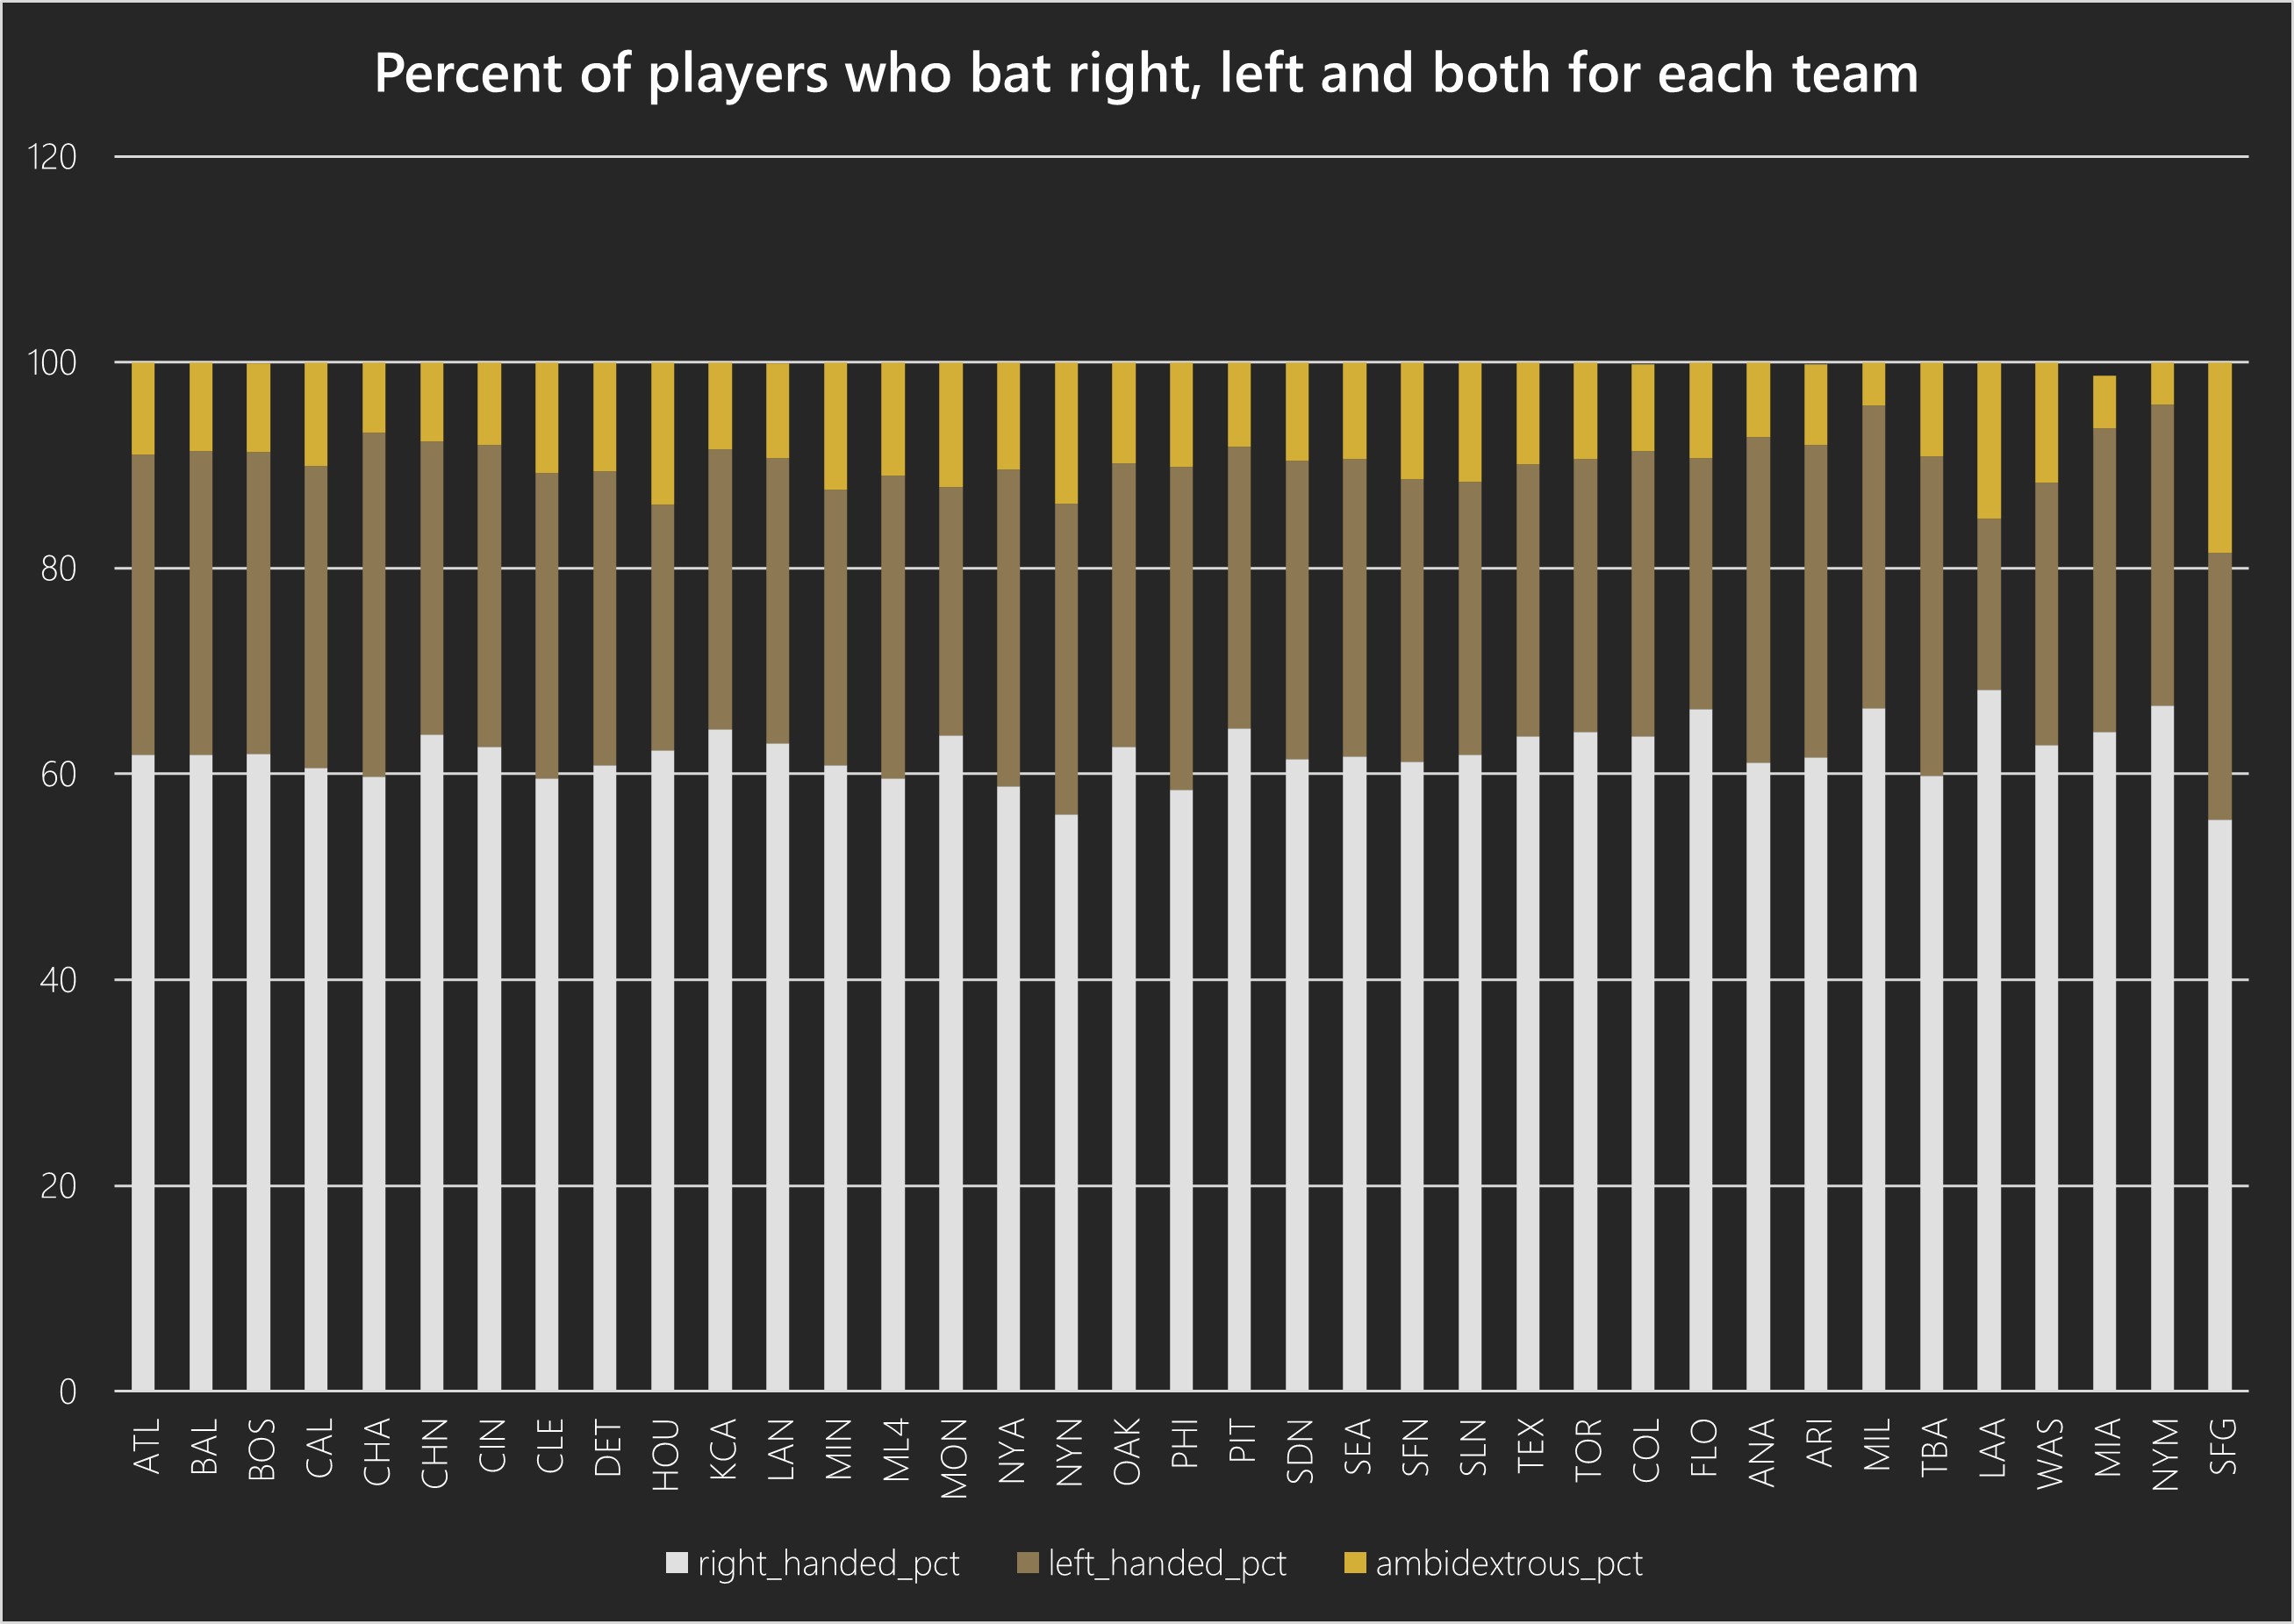 Percent of players who bat right, left and both for each team
120
100
80
60
40
20
0
ATL BAL BOS CAL CHA CHN CIN CLE DET HOU KCA LAN MIN ML4 MON NYA NYN OAK PHI PIT SDN SEA SFN SLN TEX TOR COL FLO ANA ARI MIL TBA LAA WAS MIA NYM SFG
right_handed_pct left_handed_pct ambidextrous_pct